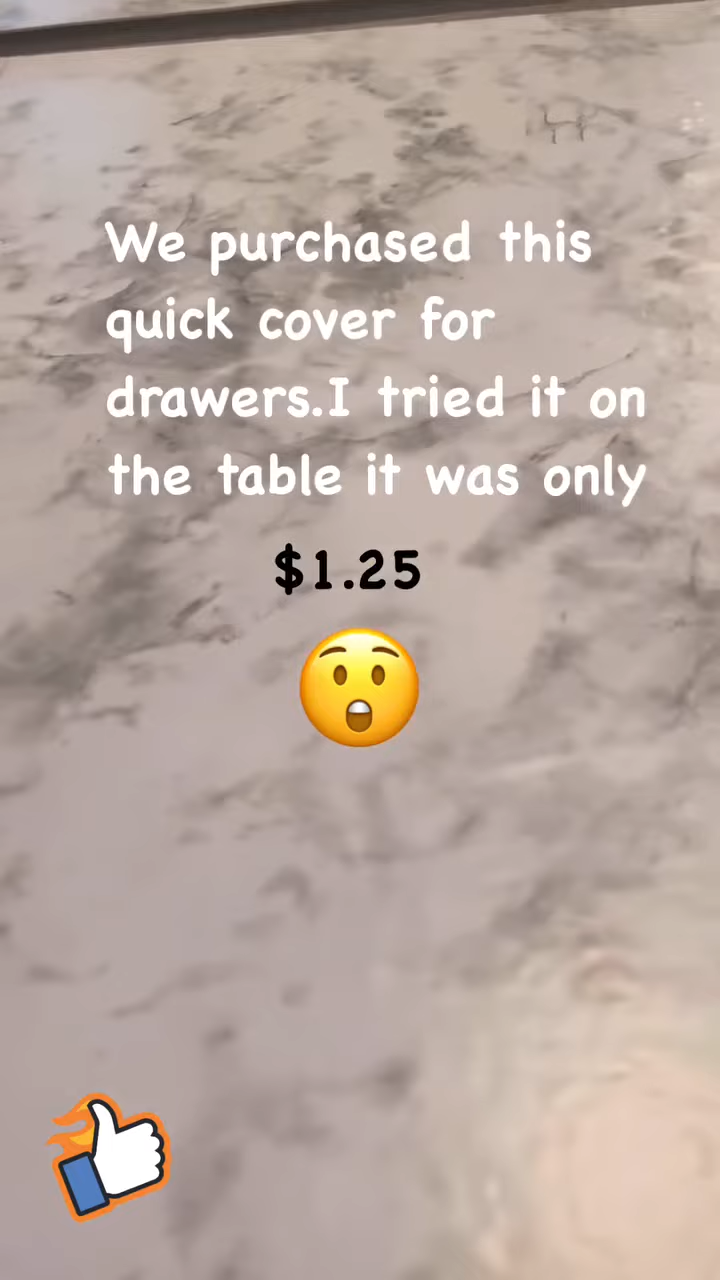 We purchased this
quick cover for
drawers.I tried it on
the table it was only
$1.25